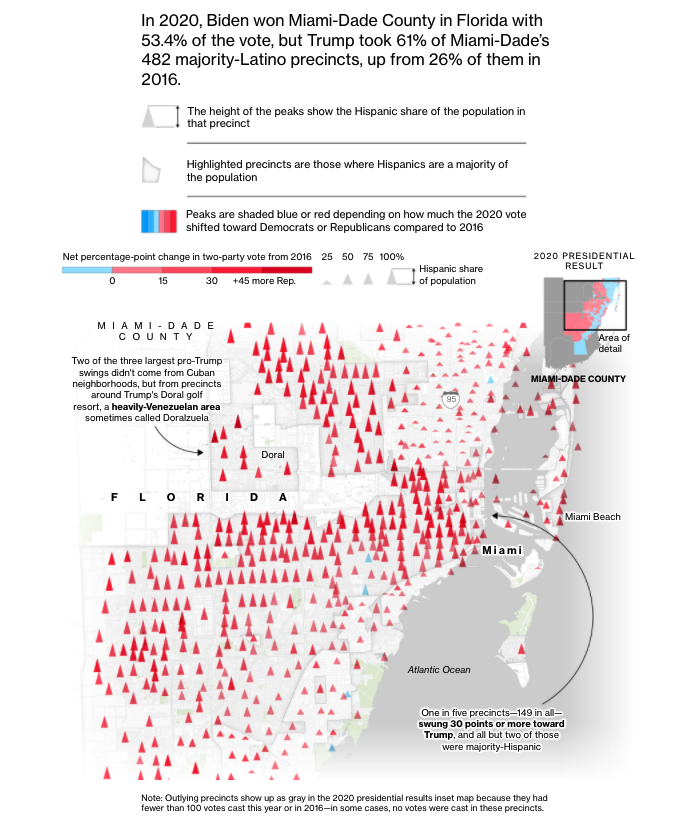 In 2020, Biden won Miami-Dade County in Florida with
53.4% of the vote, but Trump took 61% of Miami-Dade's
482 majority-Latino precincts, up from 26% of them in
2016.
The height of the peaks show the Hispanic share of the population in
that precinct
Highlighted precincts are those where Hispanics are a majority of
the population
Peaks are shaded blue or red depending on how much the 2020 vote
shifted toward Democrats or Republicans compared to 2016
Net percentage-point change in two-party vote from 2016
0 15 30 +45 more Rep.
25 50 75 100%
Hispanic share
of population
2020 PRESIDENTIAL
RESULT
Area of
detail
MIAMI-DADE COUNTY
MIAMI-DADE
COUNTY
Two of the three largest pro-Trump
swings didn't come from Cuban
neighborhoods, but from precincts
around Trump's Doral golf
resort, a heavily-Venezuelan area
sometimes called Doralzuela
95
Doral
FLORIDA
Miami Beach
Miami
Atlantic Ocean
One in five precincts—149 in all—
swung 30 points or more toward
Trump, and all but two of those
were majority-Hispanic
Note: Outlying precincts show up as gray in the 2020 presidential results inset map because they had
fewer than 100 votes cast this year or in 2016—in some cases, no votes were cast in these precincts.